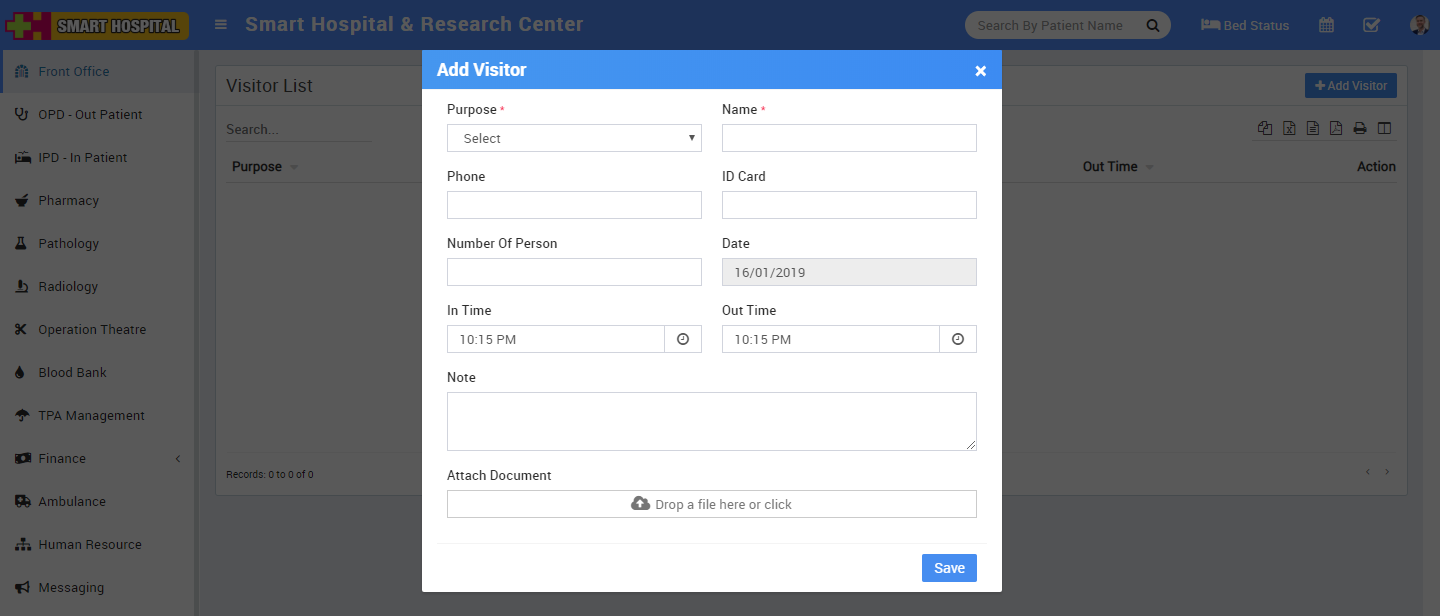 SMART HOSPITAL
Smart Hospital & Research Center
Search By Patient Name
Bed Status
Front Office
OPD - Out Patient
IPD - In Patient
Pharmacy
Pathology
Radiology
Operation Theatre
Blood Bank
TPA Management
Finance
Ambulance
Human Resource
Messaging
Visitor List
+ Add Visitor
Search...
Purpose
Out Time
Action
Records: 0 to 0 of 0
Add Visitor
×
Purpose *
Name *
Select
Phone
ID Card
Number Of Person
Date
16/01/2019
In Time
Out Time
10:15 PM
10:15 PM
Note
Attach Document
Drop a file here or click
Save